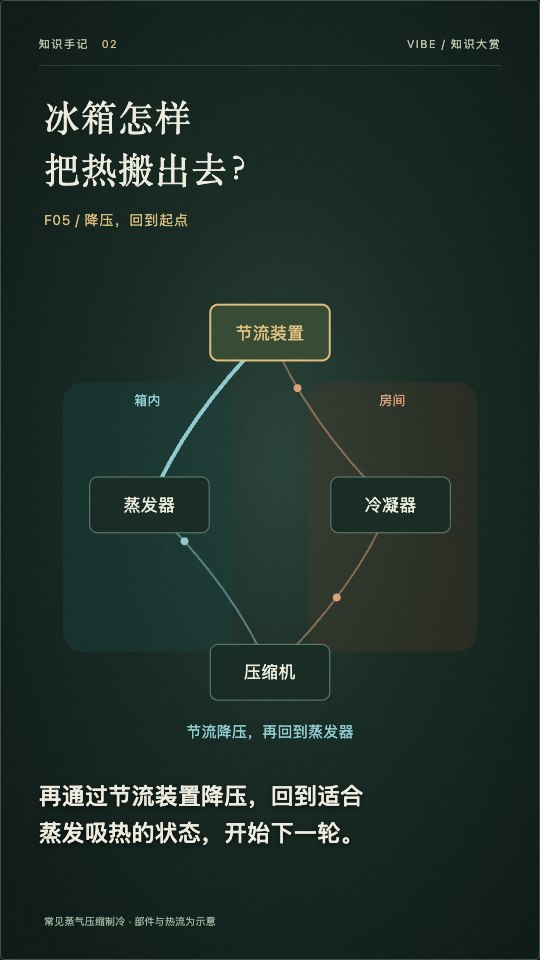 知识手记 02
VIBE / 知识大赏
冰箱怎样
把热搬出去？
F05 / 降压，回到起点
节流装置
箱内
房间
蒸发器
冷凝器
压缩机
节流降压，再回到蒸发器
再通过节流装置降压，回到适合
蒸发吸热的状态，开始下一轮。
常见蒸气压缩制冷 · 部件与热流为示意